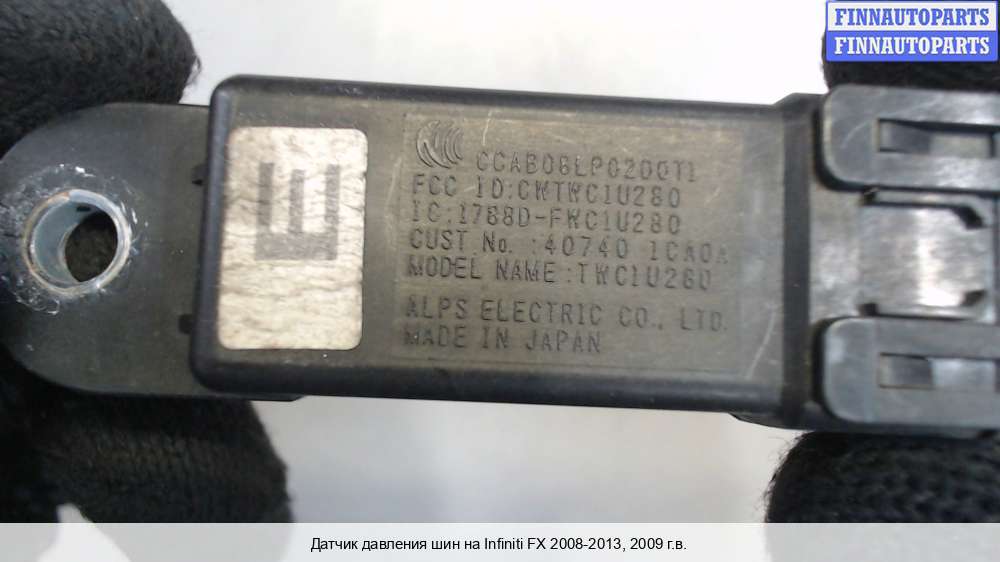 FINNAUTOPARTS
FINNAUTOPARTS
E
CCAB08LP0200T1
FCC ID:CWTWC1U280
IC:1788D-FWC1U280
CUST No. :40740 1CA0A
MODEL NAME:TWC1U280
ALPS ELECTRIC CO., LTD.
MADE IN JAPAN
Датчик давления шин на Infiniti FX 2008-2013, 2009 г.в.